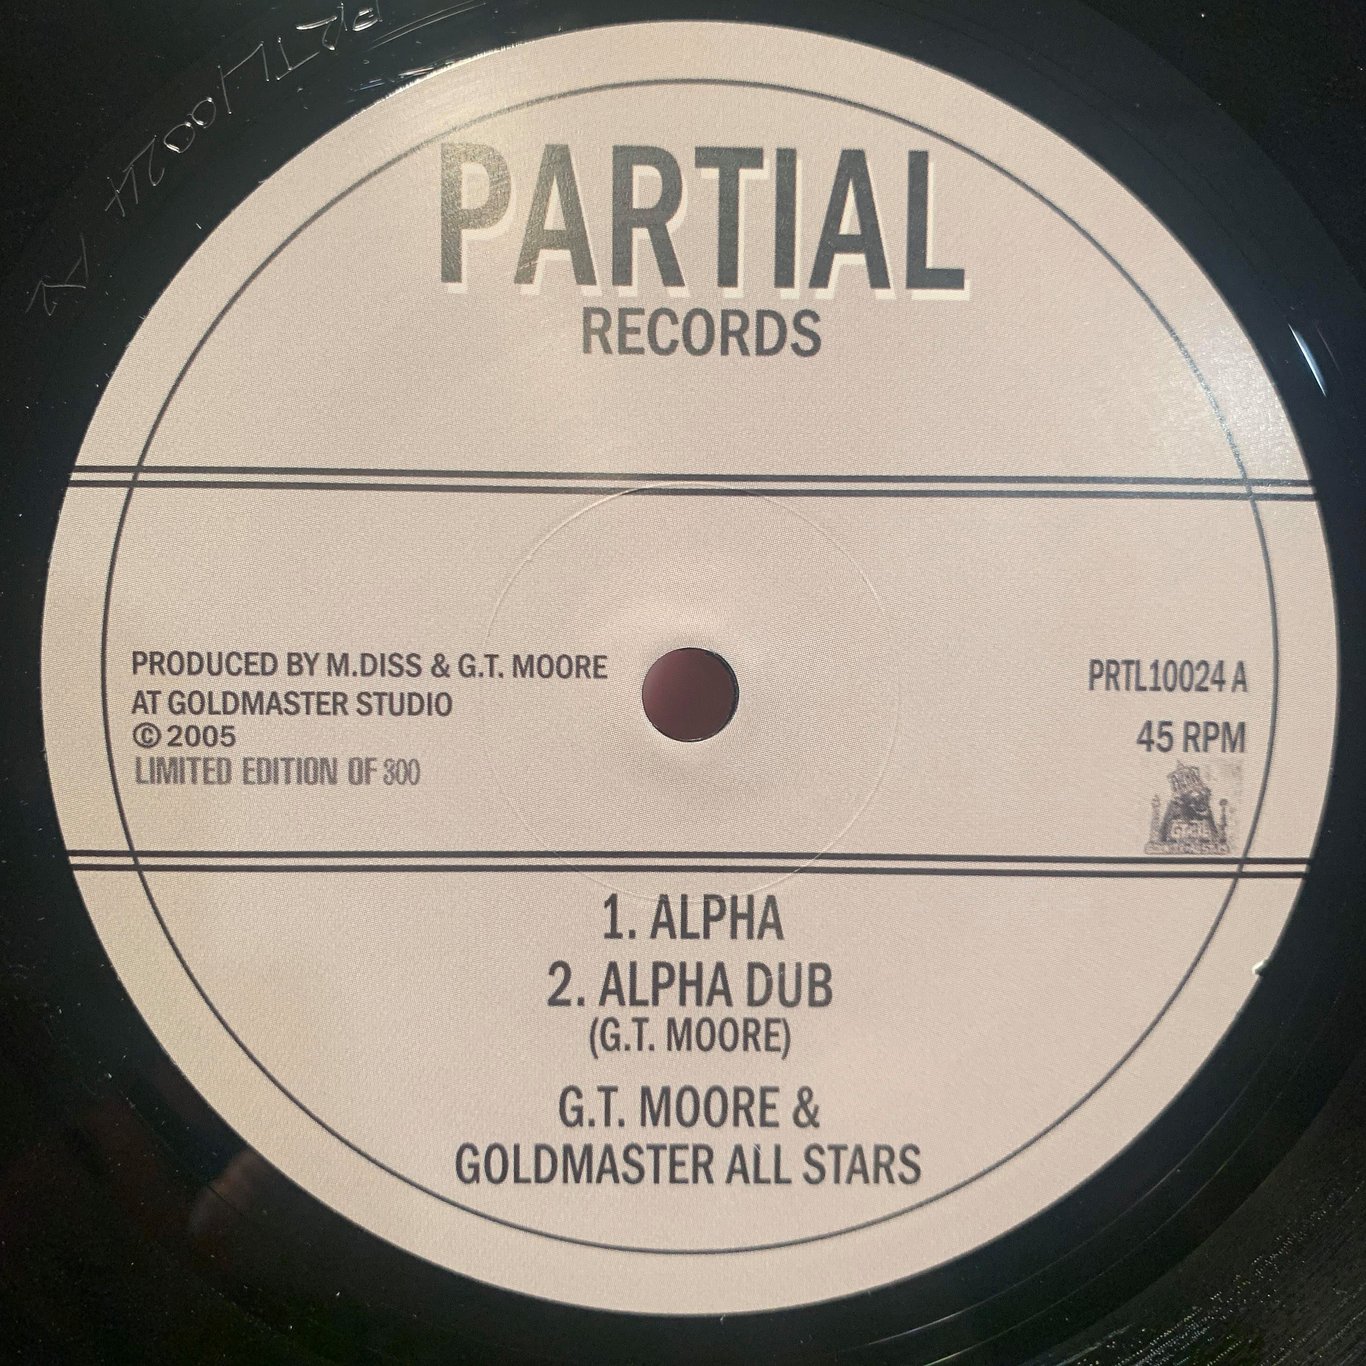 PRTL10024
PARTIAL
RECORDS
PRODUCED BY M.DISS & G.T. MOORE
AT GOLDMASTER STUDIO
© 2005
LIMITED EDITION OF 300
PRTL10024 A
45 RPM
1. ALPHA
2. ALPHA DUB
(G.T. MOORE)
G.T. MOORE &
GOLDMASTER ALL STARS